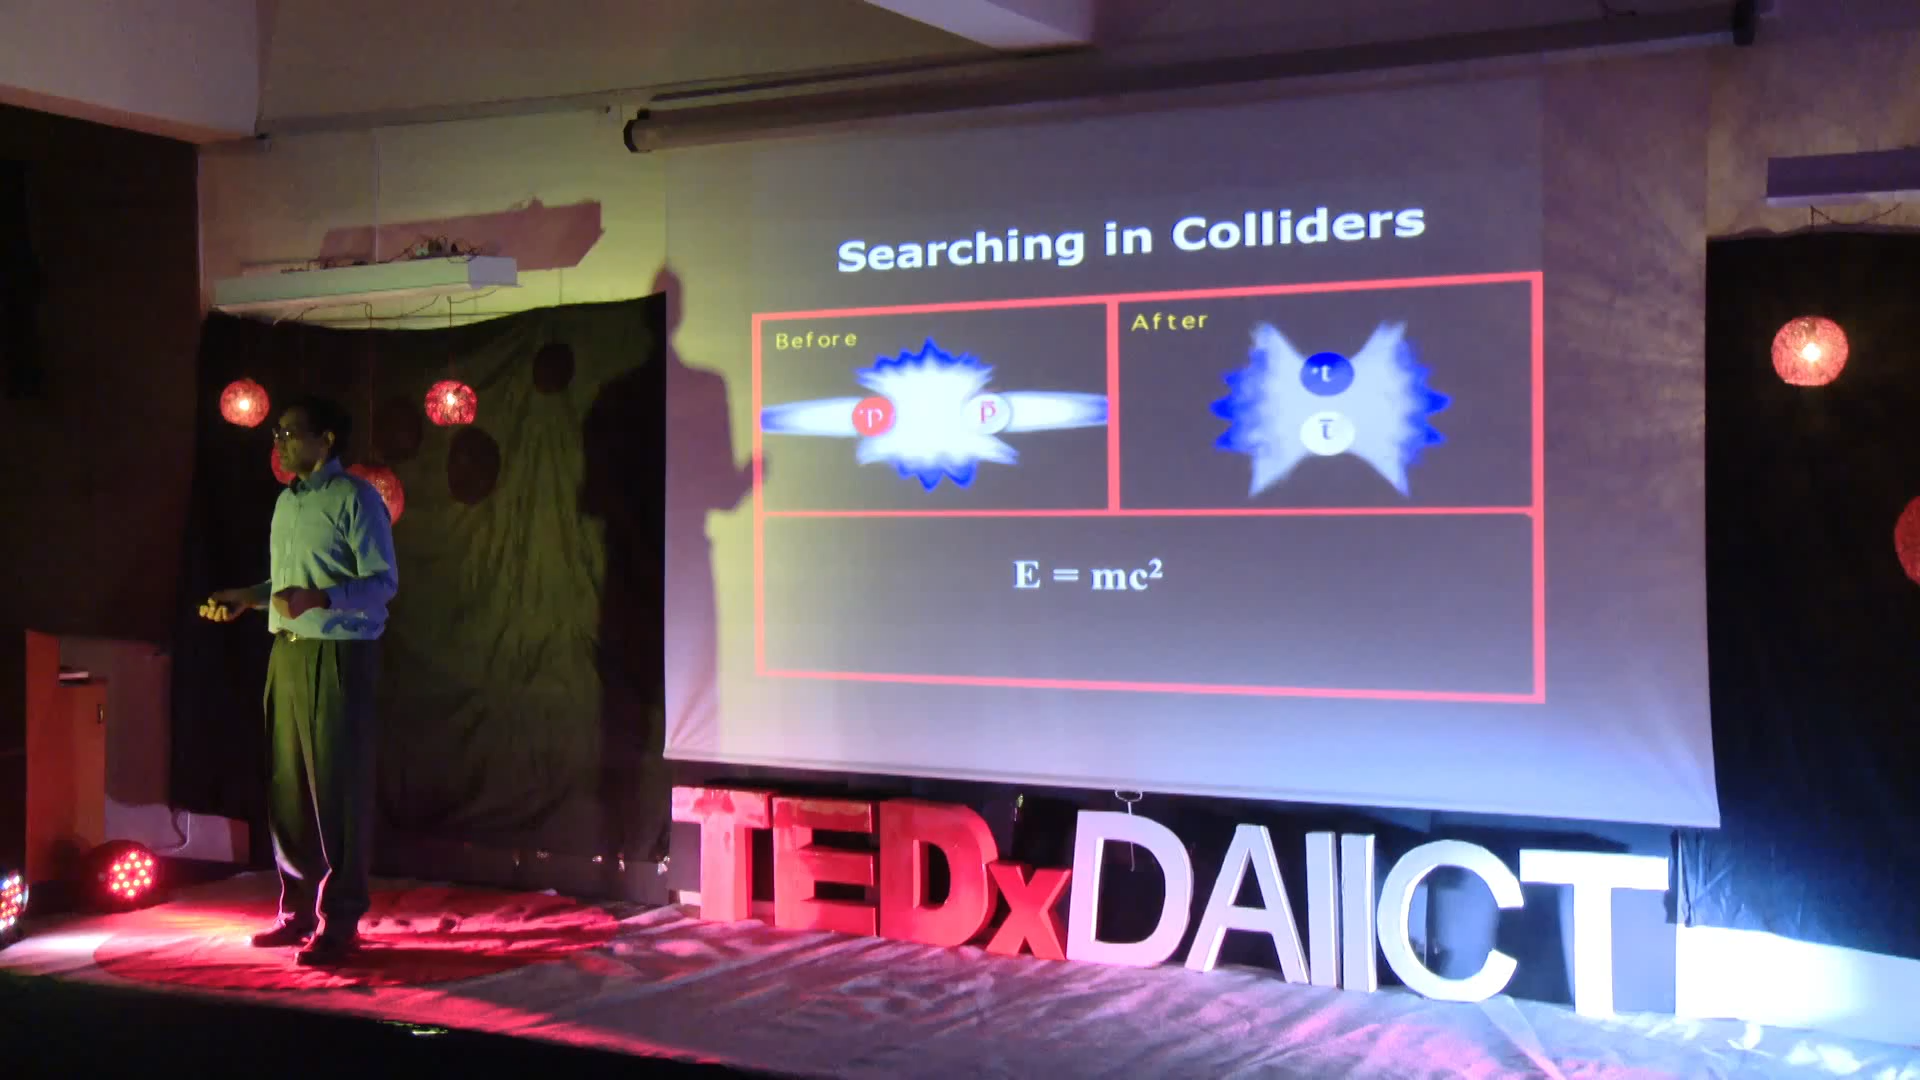 Searching in Colliders
Before
After
p
p̅
t
t̅
E = mc²
TEDxDAIICT